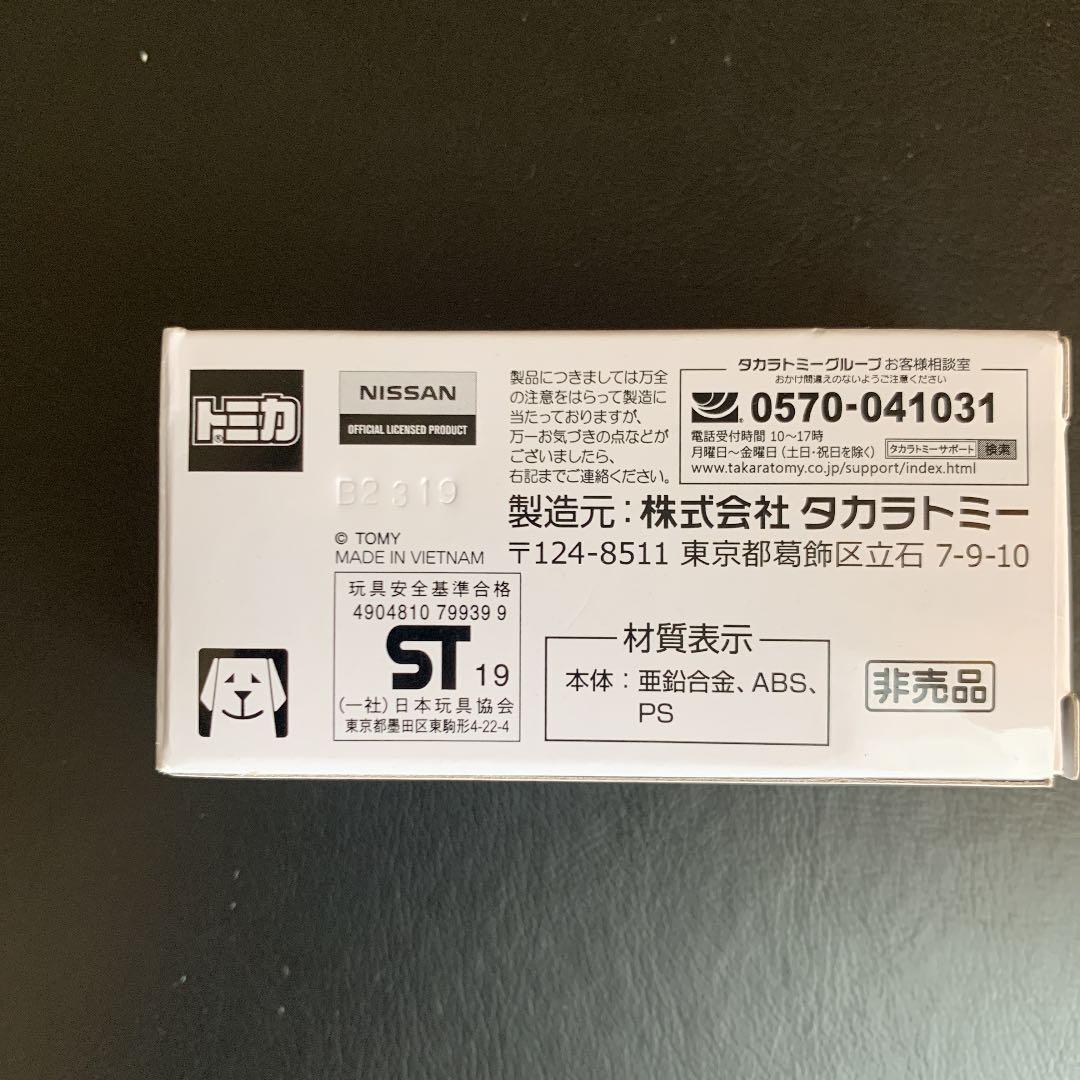 トミカ®
NISSAN
OFFICIAL LICENSED PRODUCT
B2319
© TOMY
MADE IN VIETNAM
玩具安全基準合格
4904810 79939 9
ST 19
(一社)日本玩具協会
東京都墨田区東駒形4-22-4
製品につきましては万全
の注意をはらって製造に
当たっておりますが、
万一お気づきの点などが
ございましたら、
右記までご連絡ください。
タカラトミーグループ お客様相談室
おかけ間違えのないようご注意ください
0570-041031
電話受付時間 10〜17時
月曜日〜金曜日 (土日・祝日を除く) タカラトミーサポート 検索
www.takaratomy.co.jp/support/index.html
製造元:株式会社 タカラトミー
〒124-8511 東京都葛飾区立石 7-9-10
材質表示
本体:亜鉛合金、ABS、
PS
非売品